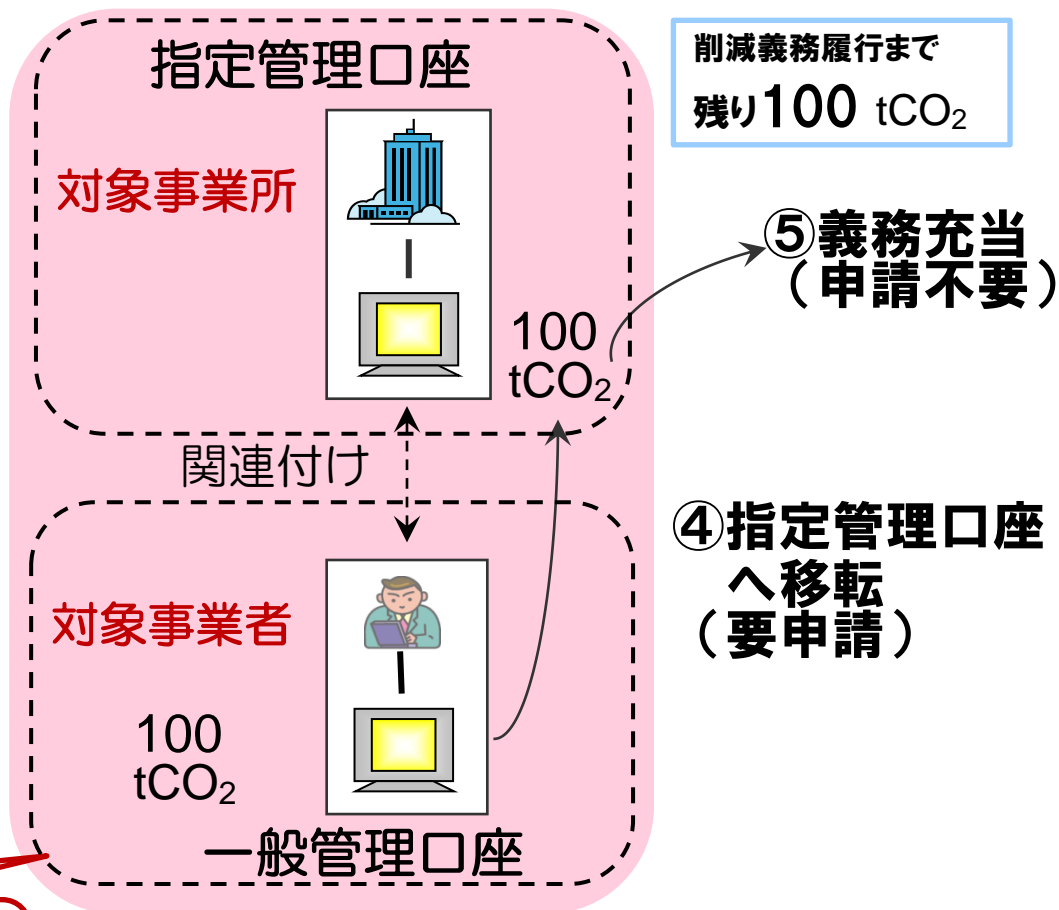 指定管理口座
削減義務履行まで
残り100 tCO₂
対象事業所
⑤義務充当
（申請不要）
100
tCO₂
関連付け
④指定管理口座
へ移転
（要申請）
対象事業者
100
tCO₂
一般管理口座